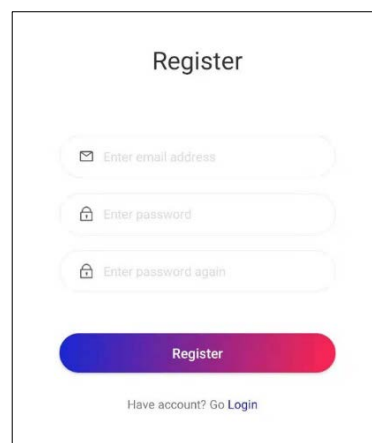 Register
Enter email address
Enter password
Enter password again
Register
Have account? Go Login